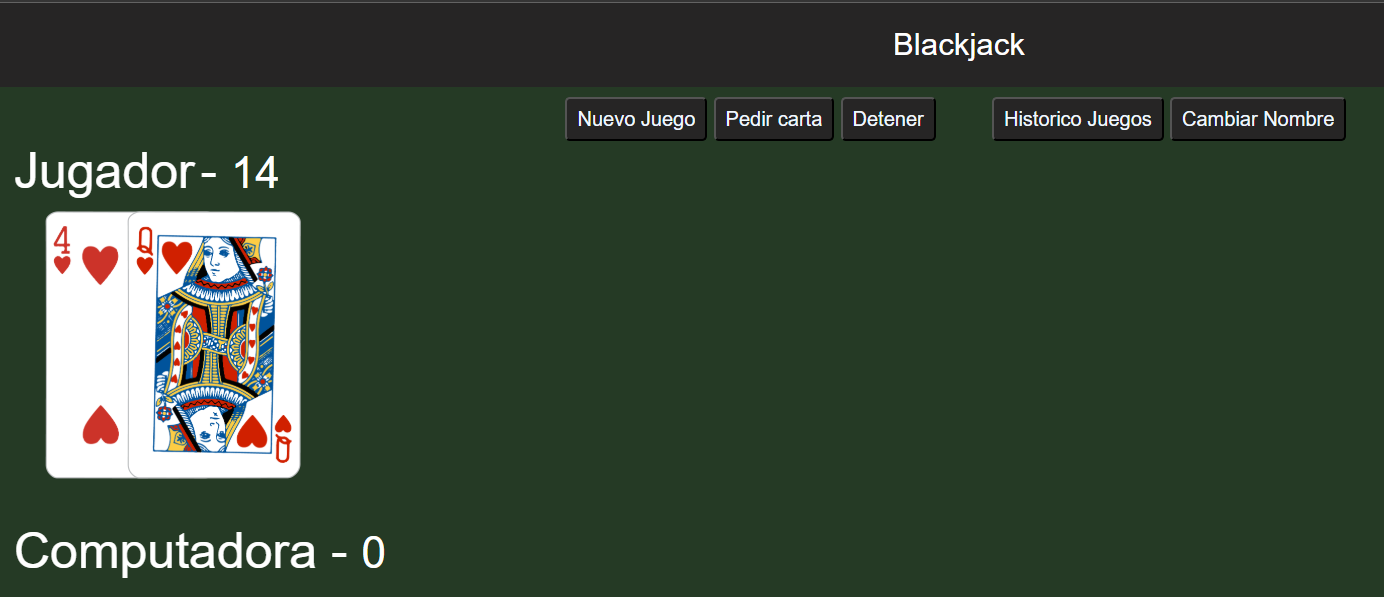 Blackjack
Nuevo Juego Pedir carta Detener Historico Juegos Cambiar Nombre
Jugador - 14
4 Q
Q
Computadora - 0